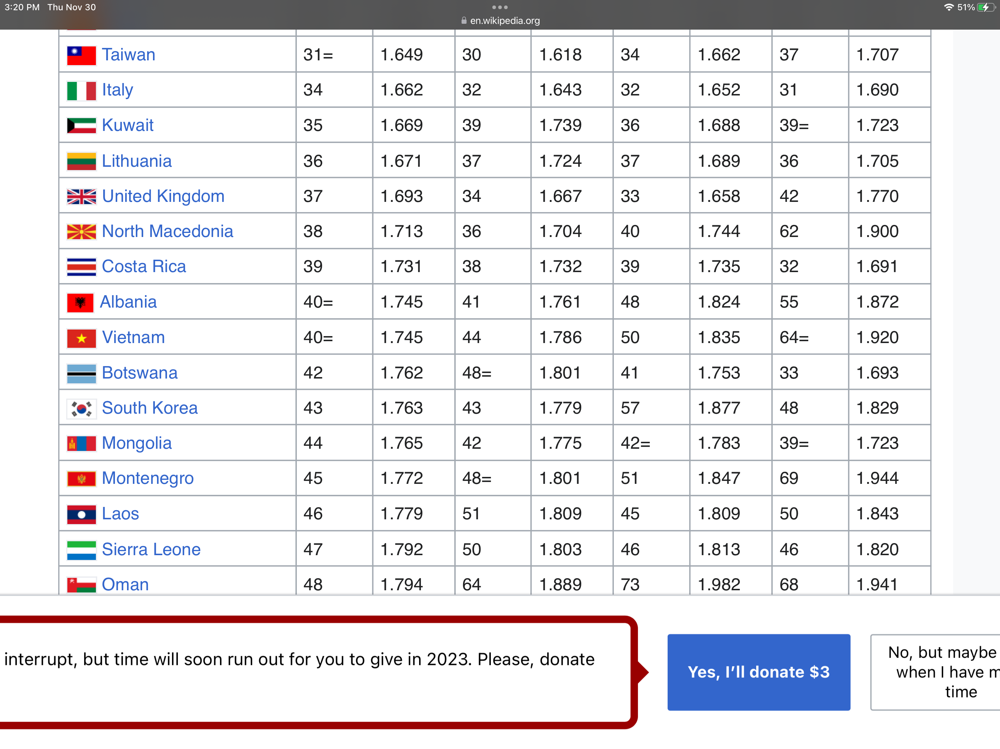 3:20 PM Thu Nov 30
51%
en.wikipedia.org
Taiwan 31= 1.649 30 1.618 34 1.662 37 1.707
Italy 34 1.662 32 1.643 32 1.652 31 1.690
Kuwait 35 1.669 39 1.739 36 1.688 39= 1.723
Lithuania 36 1.671 37 1.724 37 1.689 36 1.705
United Kingdom 37 1.693 34 1.667 33 1.658 42 1.770
North Macedonia 38 1.713 36 1.704 40 1.744 62 1.900
Costa Rica 39 1.731 38 1.732 39 1.735 32 1.691
Albania 40= 1.745 41 1.761 48 1.824 55 1.872
Vietnam 40= 1.745 44 1.786 50 1.835 64= 1.920
Botswana 42 1.762 48= 1.801 41 1.753 33 1.693
South Korea 43 1.763 43 1.779 57 1.877 48 1.829
Mongolia 44 1.765 42 1.775 42= 1.783 39= 1.723
Montenegro 45 1.772 48= 1.801 51 1.847 69 1.944
Laos 46 1.779 51 1.809 45 1.809 50 1.843
Sierra Leone 47 1.792 50 1.803 46 1.813 46 1.820
Oman 48 1.794 64 1.889 73 1.982 68 1.941
interrupt, but time will soon run out for you to give in 2023. Please, donate
Yes, I’ll donate $3
No, but maybe
when I have
time